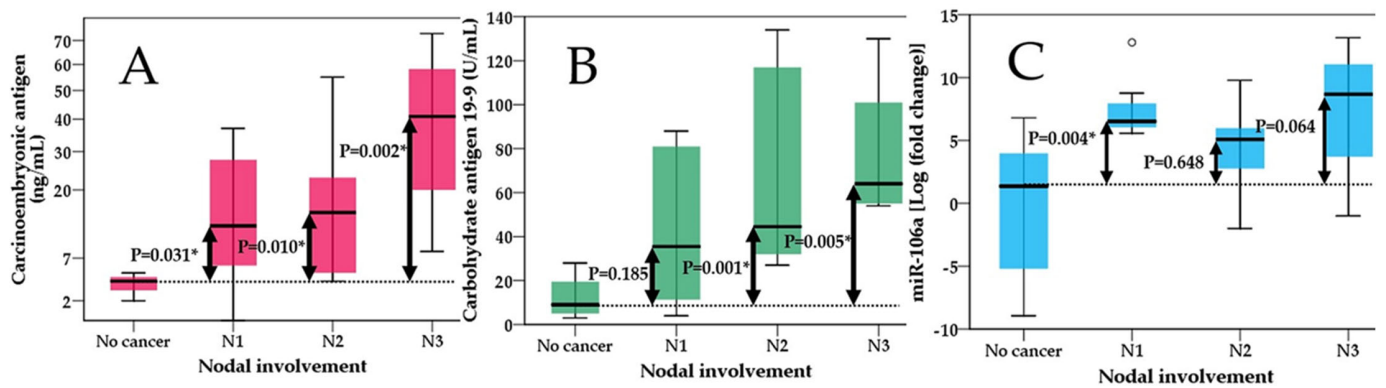 A
Carcinoembryonic antigen
(ng/mL)
70
60
50
40
30
20
7
2
P=0.031*
P=0.010*
P=0.002*
No cancer
N1
N2
N3
Nodal involvement
B
Carbohydrate antigen 19-9 (U/mL)
140
120
100
80
60
40
20
0
P=0.185
P=0.001*
P=0.005*
No cancer
N1
N2
N3
Nodal involvement
C
miR-106a [Log (fold change)]
15
10
5
0
-5
-10
P=0.004*
P=0.648
P=0.064
No cancer
N1
N2
N3
Nodal involvement